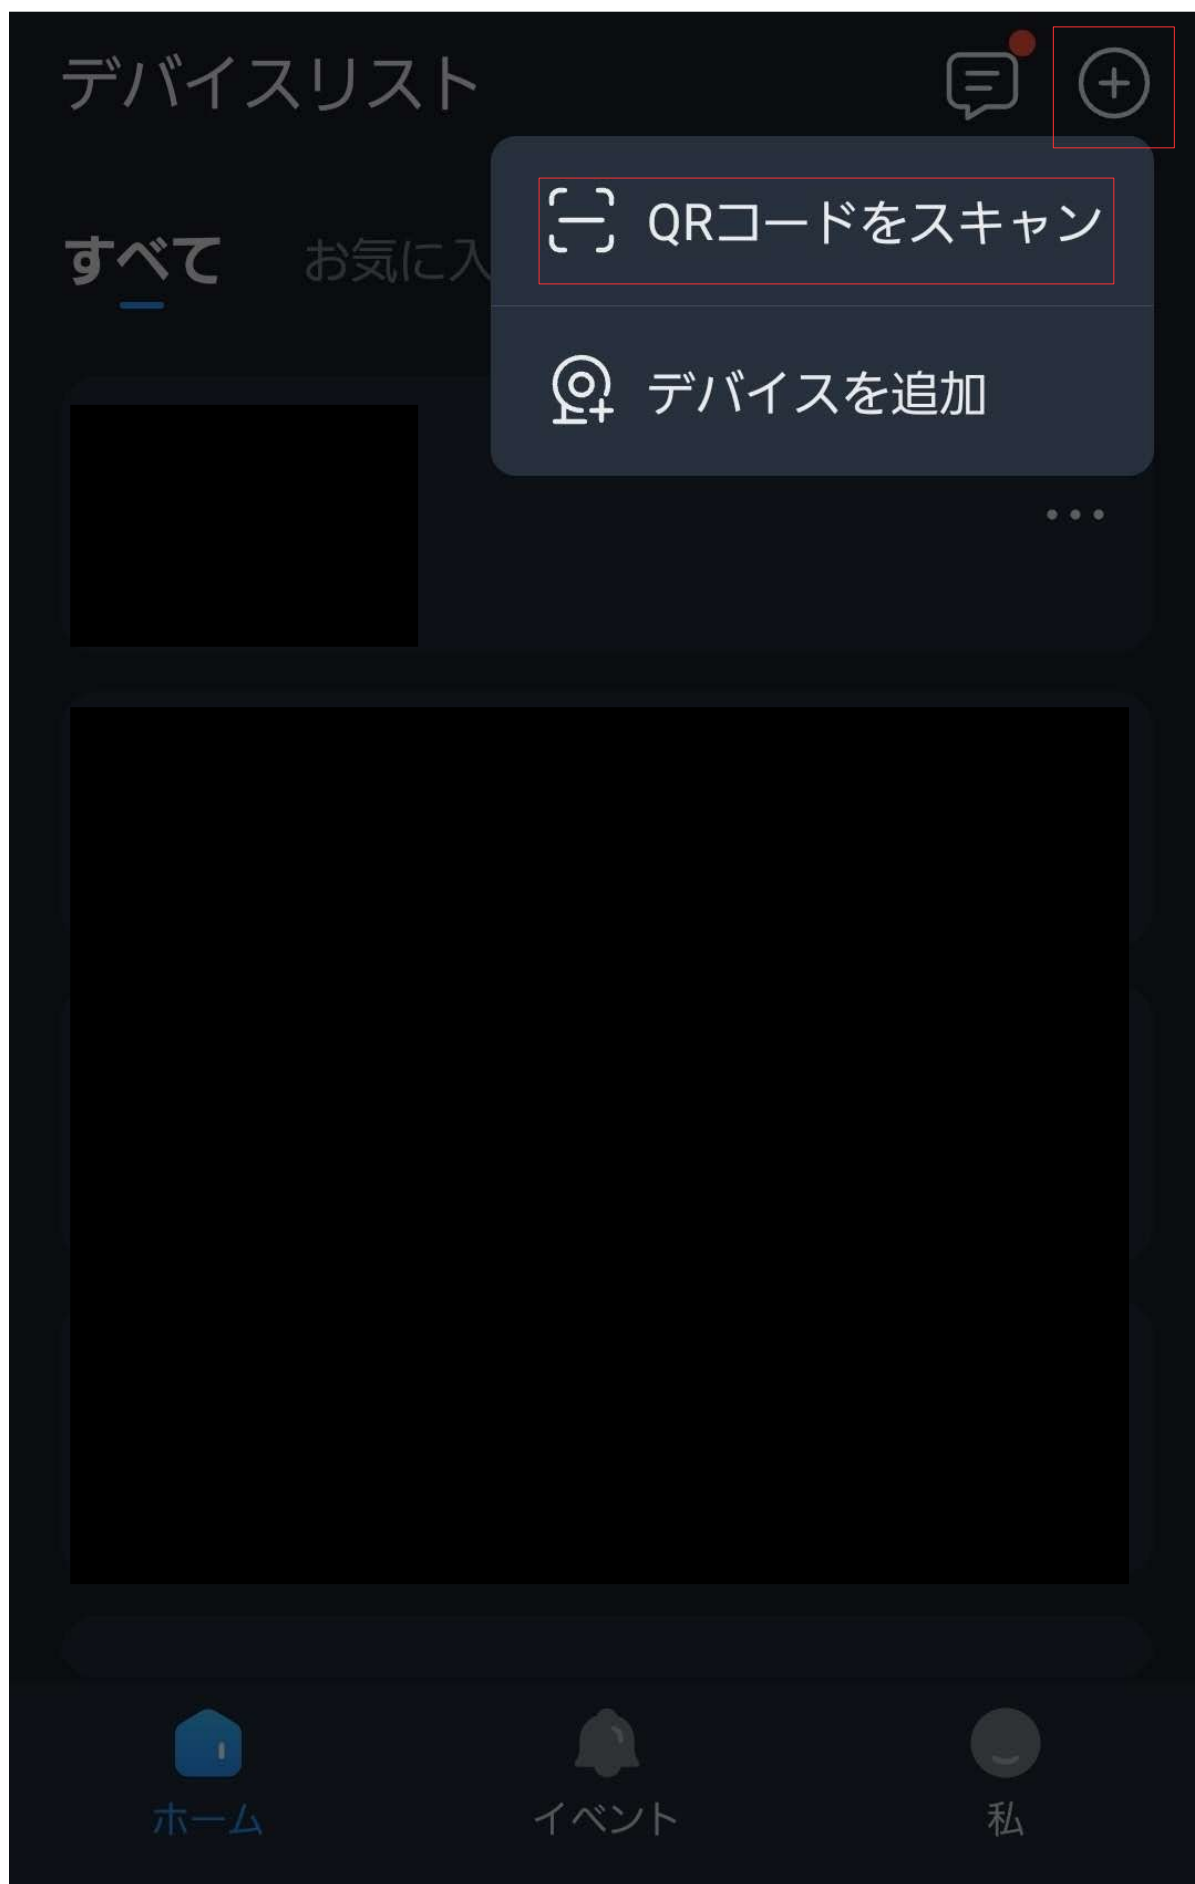 デバイスリスト
QRコードをスキャン
すべて
お気に入
デバイスを追加
ホーム
イベント
私